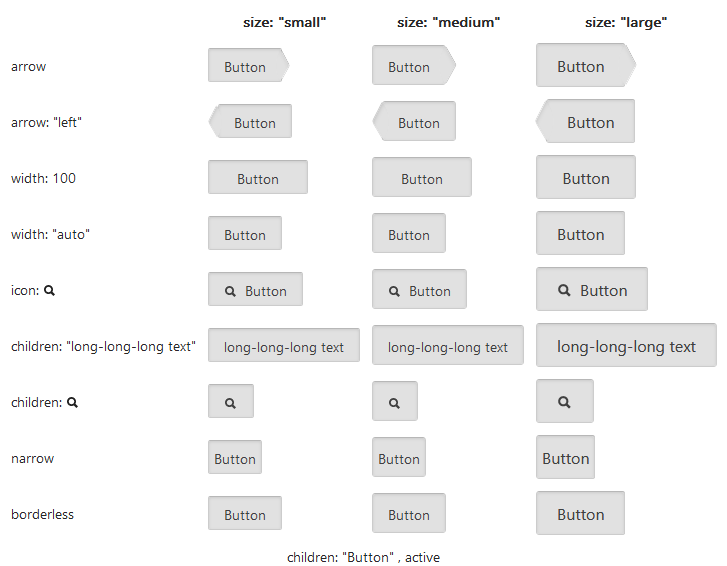 size: "small" size: "medium" size: "large"
arrow Button Button Button
arrow: "left" Button Button Button
width: 100 Button Button Button
width: "auto" Button Button Button
icon: Button Button Button
children: "long-long-long text" long-long-long text long-long-long text long-long-long text
children:
narrow Button Button Button
borderless Button Button Button
children: "Button" , active